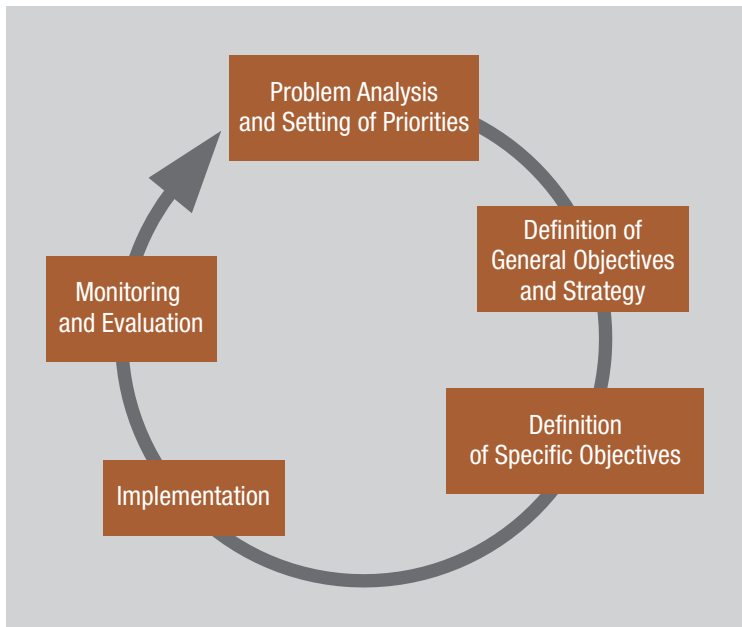 Problem Analysis
and Setting of Priorities
Definition of
General Objectives
and Strategy
Definition
of Specific Objectives
Implementation
Monitoring
and Evaluation